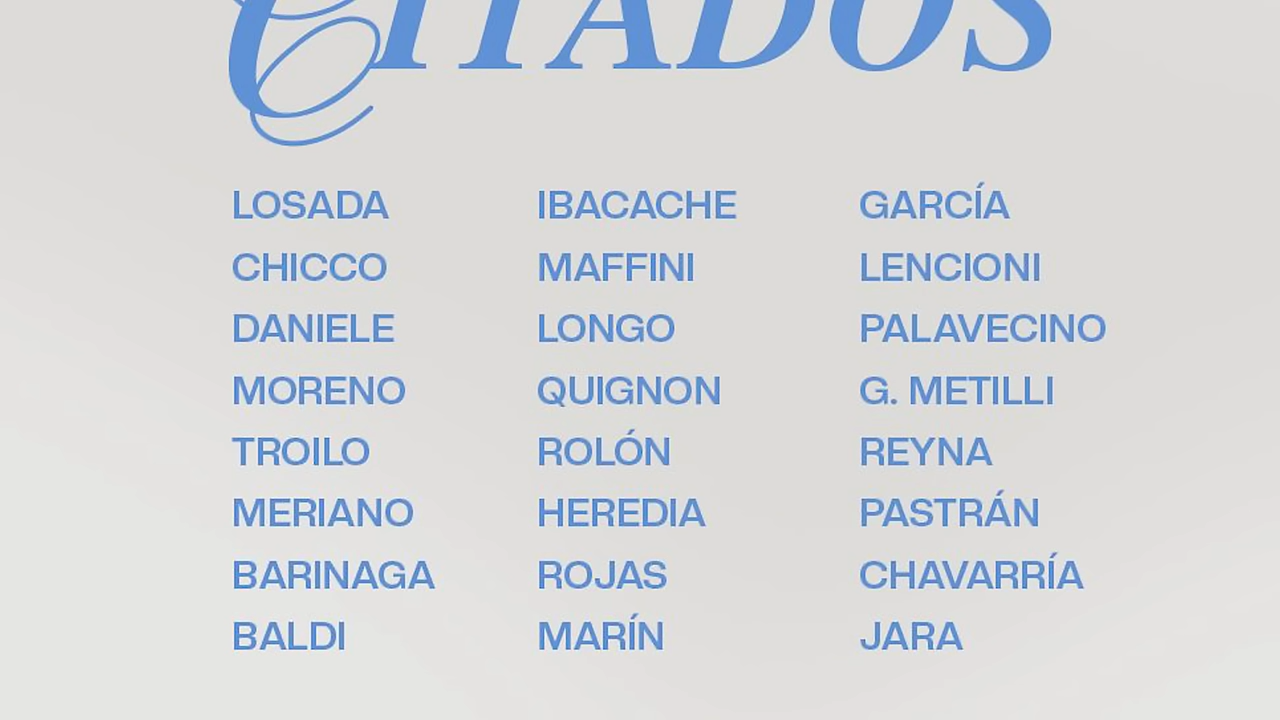 CITADOS
LOSADA
CHICCO
DANIELE
MORENO
TROILO
MERIANO
BARINAGA
BALDI
IBACACHE
MAFFINI
LONGO
QUIGNON
ROLÓN
HEREDIA
ROJAS
MARÍN
GARCÍA
LENCIONI
PALAVECINO
G. METILLI
REYNA
PASTRÁN
CHAVARRÍA
JARA